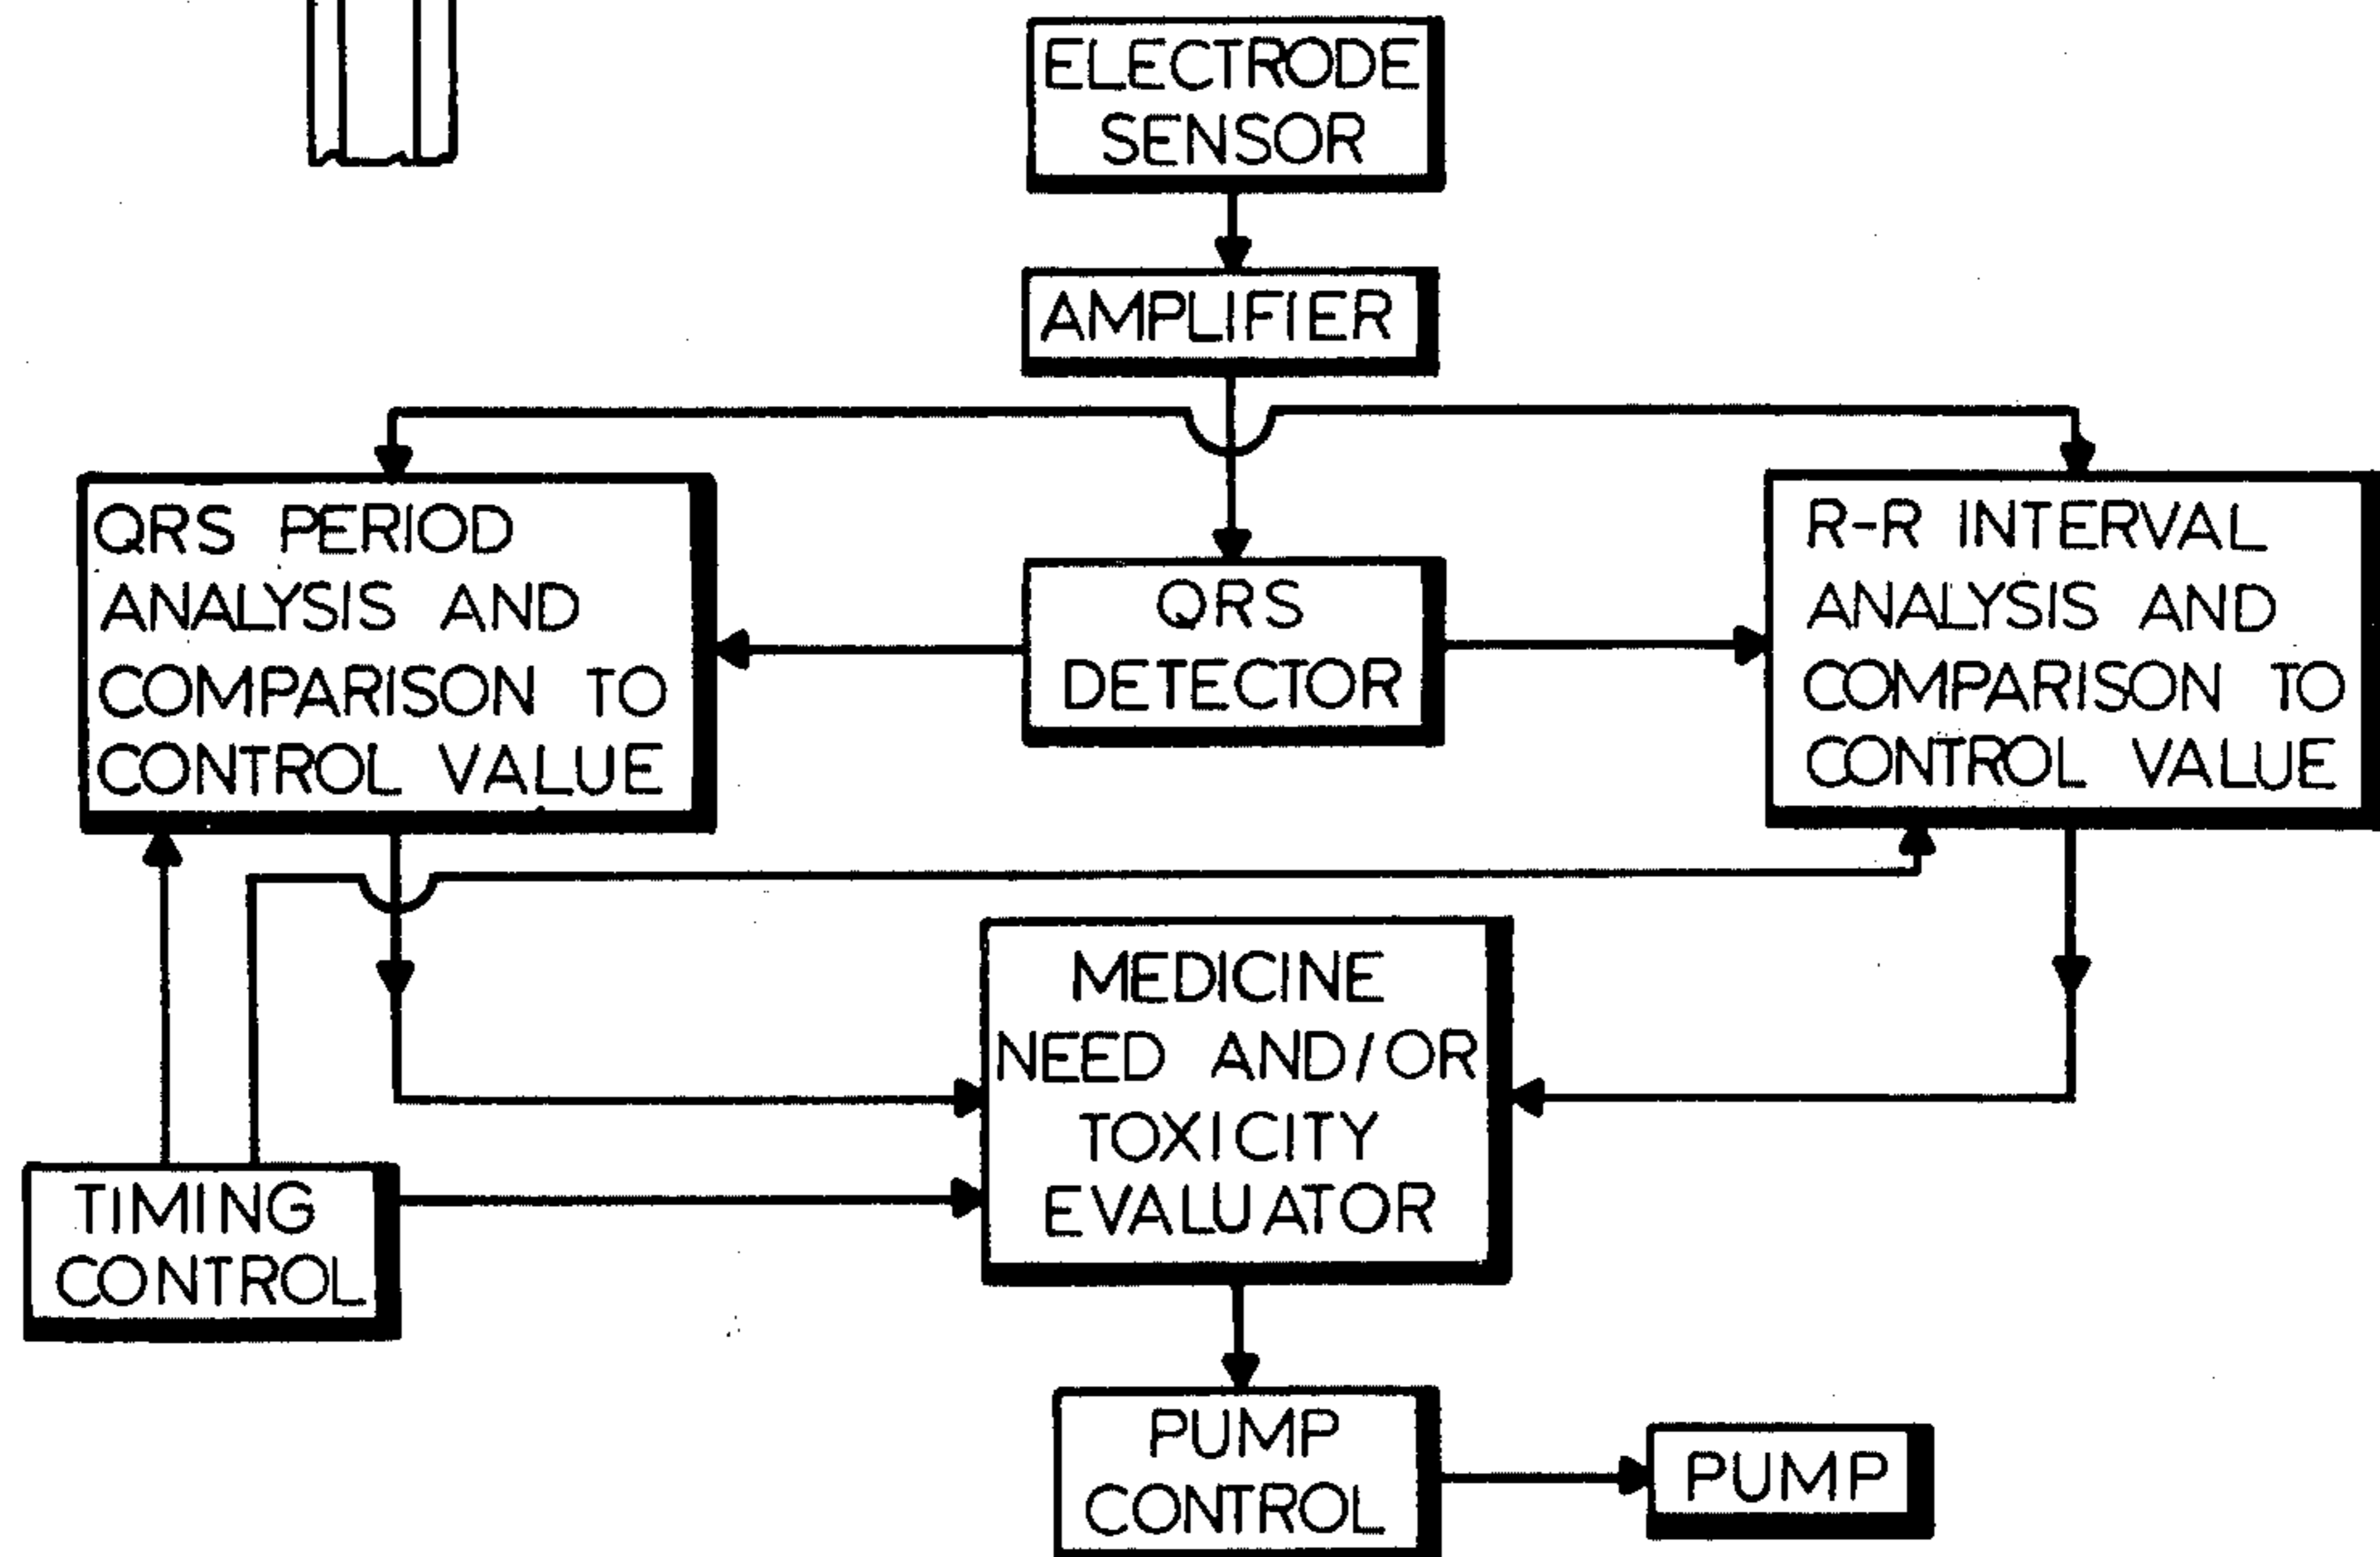 ELECTRODE
SENSOR
AMPLIFIER
QRS PERIOD
ANALYSIS AND
COMPARISON TO
CONTROL VALUE
QRS
DETECTOR
R-R INTERVAL
ANALYSIS AND
COMPARISON TO
CONTROL VALUE
MEDICINE
NEED AND/OR
TOXICITY
EVALUATOR
TIMING
CONTROL
PUMP
CONTROL
PUMP